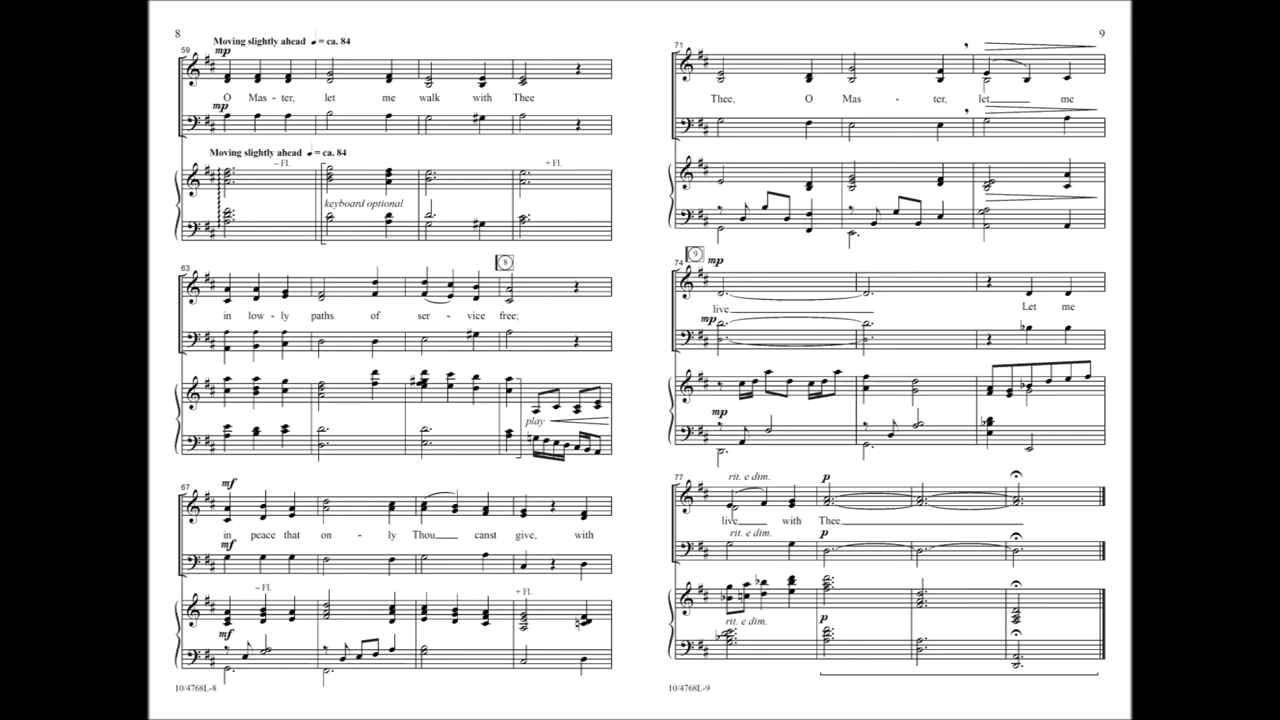 8
Moving slightly ahead ♩ = ca. 84
59
mp
O Mas - ter, let me walk with Thee
mp
Moving slightly ahead ♩ = ca. 84
– Fl.
+ Fl.
keyboard optional
63
8
in low - ly paths of ser - vice free;
play
67
mf
in peace that on - ly Thou canst give, with
mf
– Fl.
+ Fl.
mf
10/4768L-8
9
71
Thee, O Mas - ter, let me
74
9
mp
live Let me
mp
mp
77
rit. e dim.
p
live with Thee.
rit. e dim.
p
rit. e dim.
p
10/4768L-9